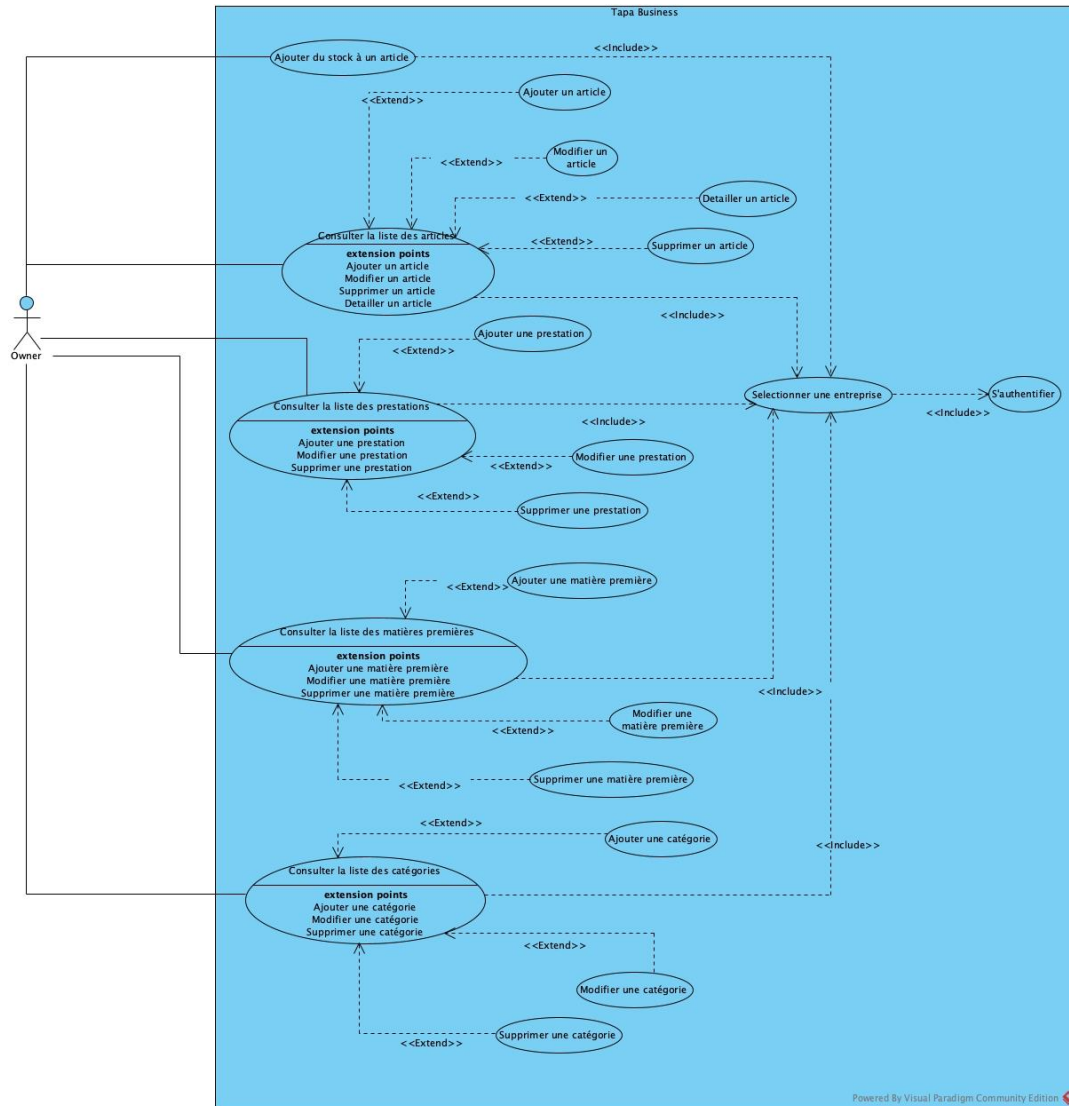 Tapa Business
<<Include>>
Ajouter du stock à un article
Ajouter un article
<<Extend>>
Modifier un
article
<<Extend>>
<<Extend>>
Detailler un article
Consulter la liste des articles
<<Extend>>
Supprimer un article
extension points
Ajouter un article
Modifier un article
Supprimer un article
Detailler un article
<<Include>>
Owner
Ajouter une prestation
<<Extend>>
Selectionner une entreprise
S'authentifier
<<Include>>
Consulter la liste des prestations
<<Include>>
extension points
Ajouter une prestation
Modifier une prestation
Supprimer une prestation
Modifier une prestation
<<Extend>>
<<Extend>>
Supprimer une prestation
Ajouter une matière première
<<Extend>>
Consulter la liste des matières premières
extension points
Ajouter une matière première
Modifier une matière première
Supprimer une matière première
<<Include>>
Modifier une
matière première
<<Extend>>
Supprimer une matière première
<<Extend>>
<<Extend>>
Ajouter une catégorie
<<Include>>
Consulter la liste des catégories
extension points
Ajouter une catégorie
Modifier une catégorie
Supprimer une catégorie
<<Extend>>
Modifier une catégorie
Supprimer une catégorie
<<Extend>>
Powered By Visual Paradigm Community Edition